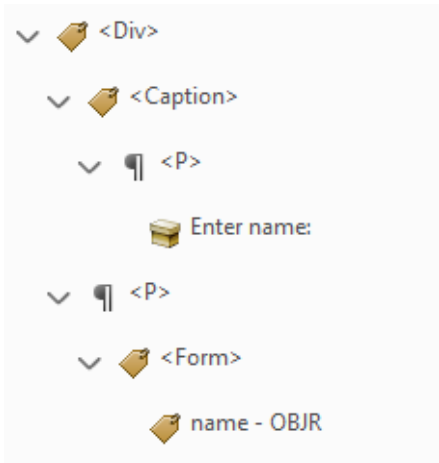 <Div>
<Caption>
<P>
Enter name:
<P>
<Form>
name - OBJR